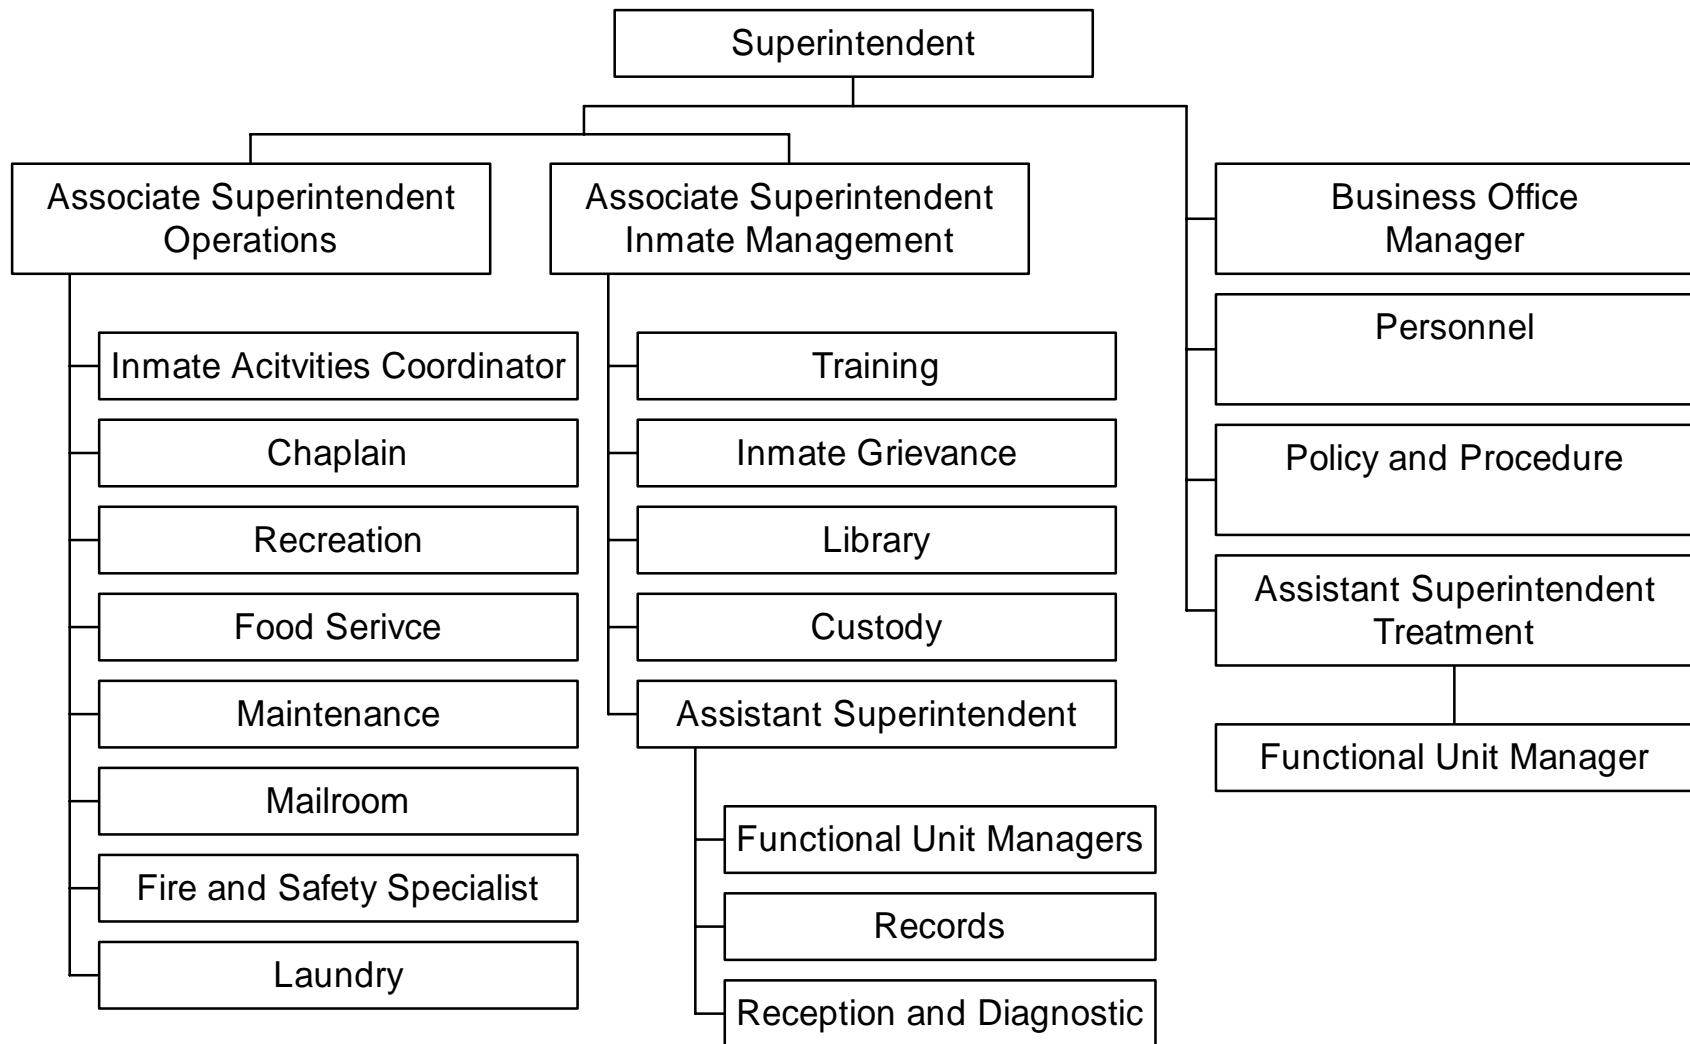 Superintendent
Associate Superintendent
Operations
Inmate Acitvities Coordinator
Chaplain
Recreation
Food Serivce
Maintenance
Mailroom
Fire and Safety Specialist
Laundry
Associate Superintendent
Inmate Management
Training
Inmate Grievance
Library
Custody
Assistant Superintendent
Functional Unit Managers
Records
Reception and Diagnostic
Business Office
Manager
Personnel
Policy and Procedure
Assistant Superintendent
Treatment
Functional Unit Manager